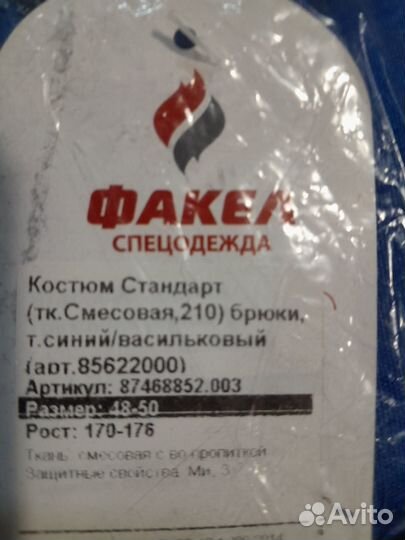 ФАКЕЛ
СПЕЦОДЕЖДА
Костюм Стандарт
(тк.Смесовая,210) брюки,
т.синий/васильковый
(арт.85622000)
Артикул: 87468852.003
Размер: 48-50
Рост: 170-176
Ткань: смесовая с во пропиткой
Защитные свойства: Ми, З
Avito